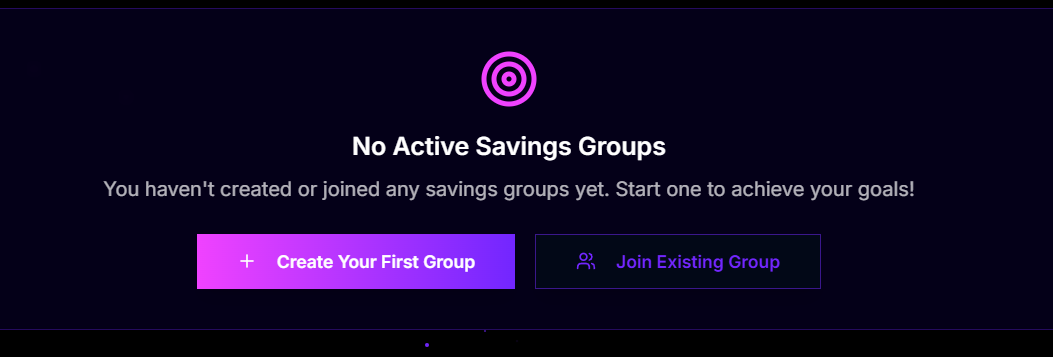 No Active Savings Groups
You haven't created or joined any savings groups yet. Start one to achieve your goals!
+ Create Your First Group
Join Existing Group